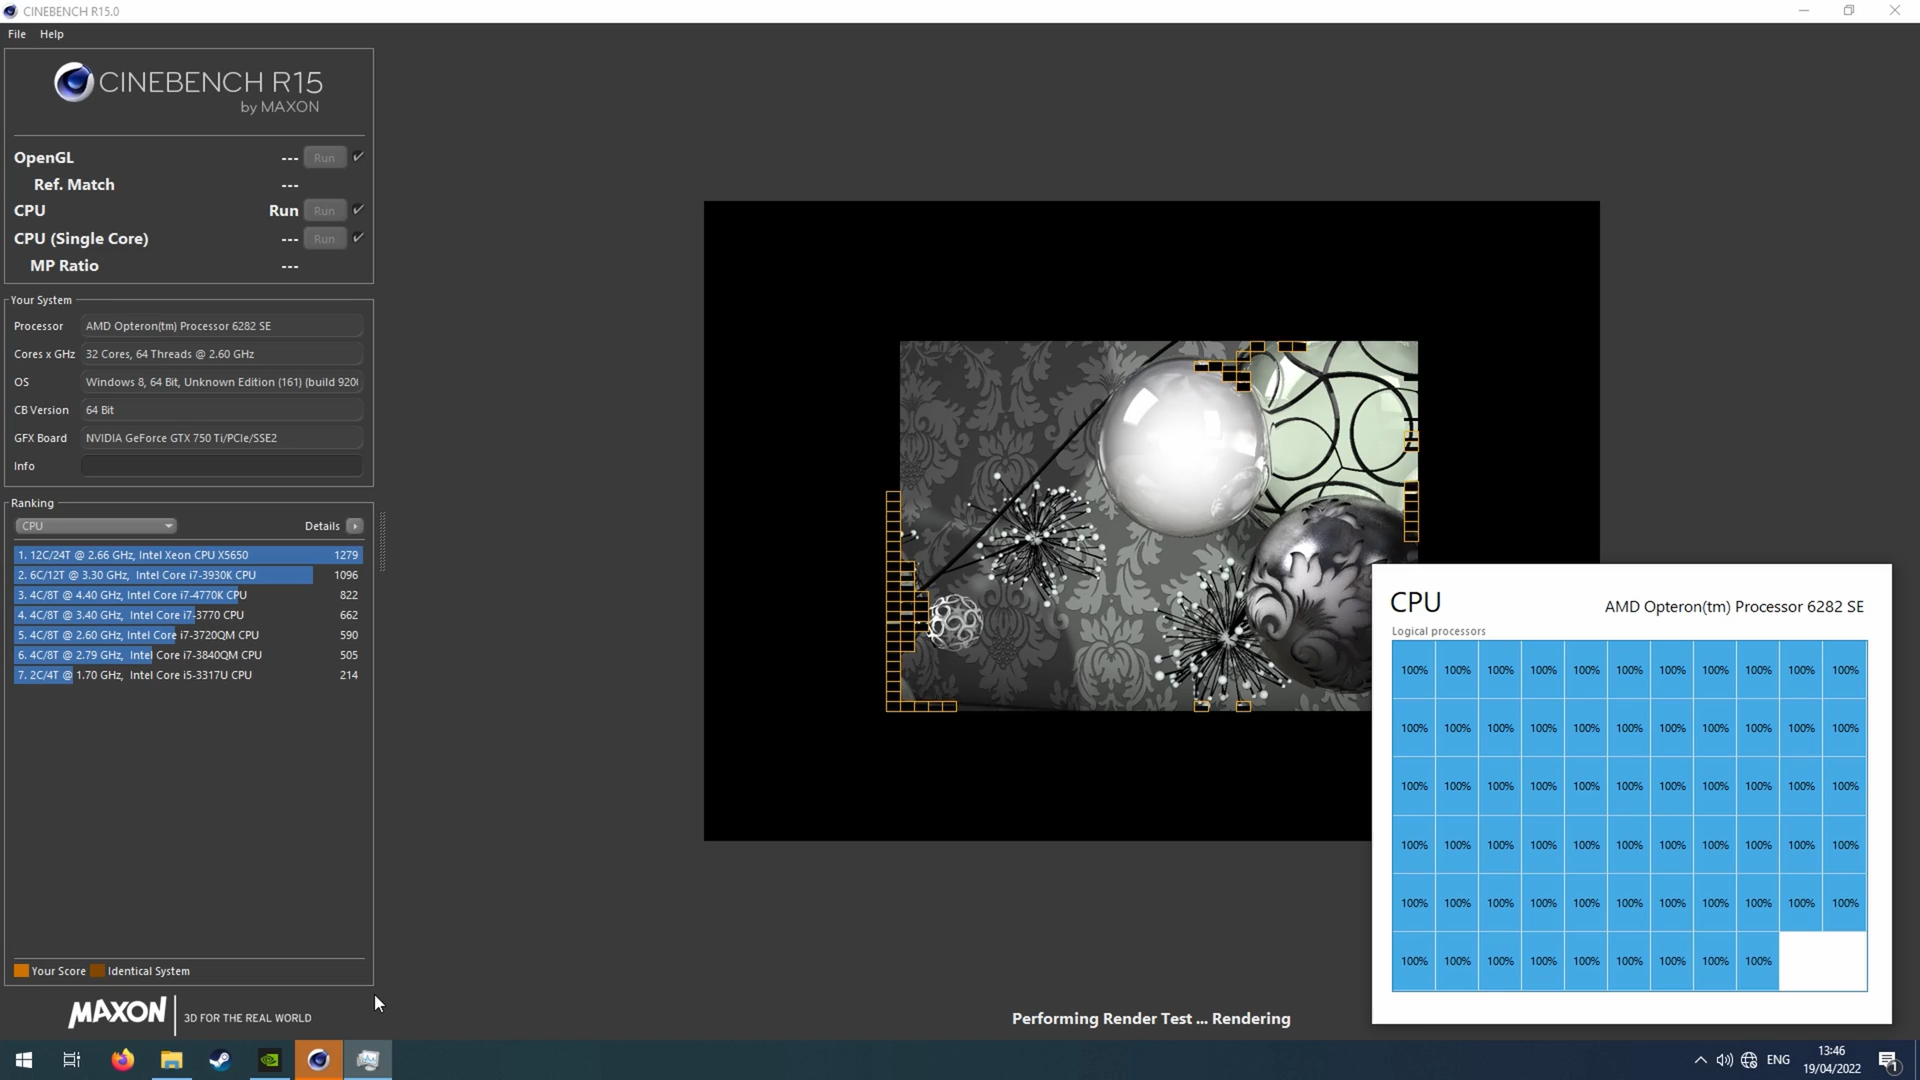 CINEBENCH R15.0
File Help
CINEBENCH R15
by MAXON
OpenGL --- Run
Ref. Match ---
CPU Run Run
CPU (Single Core) --- Run
MP Ratio ---
Your System
Processor AMD Opteron(tm) Processor 6282 SE
Cores x GHz 32 Cores, 64 Threads @ 2.60 GHz
OS Windows 8, 64 Bit, Unknown Edition (161) (build 920
CB Version 64 Bit
GFX Board NVIDIA GeForce GTX 750 Ti/PCIe/SSE2
Info
Ranking
CPU Details
1. 12C/24T @ 2.66 GHz, Intel Xeon CPU X5650 1279
2. 6C/12T @ 3.30 GHz, Intel Core i7-3930K CPU 1096
3. 4C/8T @ 4.40 GHz, Intel Core i7-4770K CPU 822
4. 4C/8T @ 3.40 GHz, Intel Core i7-3770 CPU 662
5. 4C/8T @ 2.60 GHz, Intel Core i7-3720QM CPU 590
6. 4C/8T @ 2.79 GHz, Intel Core i7-3840QM CPU 505
7. 2C/4T @ 1.70 GHz, Intel Core i5-3317U CPU 214
Your Score Identical System
MAXON 3D FOR THE REAL WORLD
Performing Render Test ... Rendering
CPU AMD Opteron(tm) Processor 6282 SE
Logical processors
100% 100% 100% 100% 100% 100% 100% 100% 100% 100% 100%
100% 100% 100% 100% 100% 100% 100% 100% 100% 100% 100%
100% 100% 100% 100% 100% 100% 100% 100% 100% 100% 100%
100% 100% 100% 100% 100% 100% 100% 100% 100% 100% 100%
100% 100% 100% 100% 100% 100% 100% 100% 100% 100% 100%
100% 100% 100% 100% 100% 100% 100% 100% 100%
ENG
13:46
19/04/2022
1